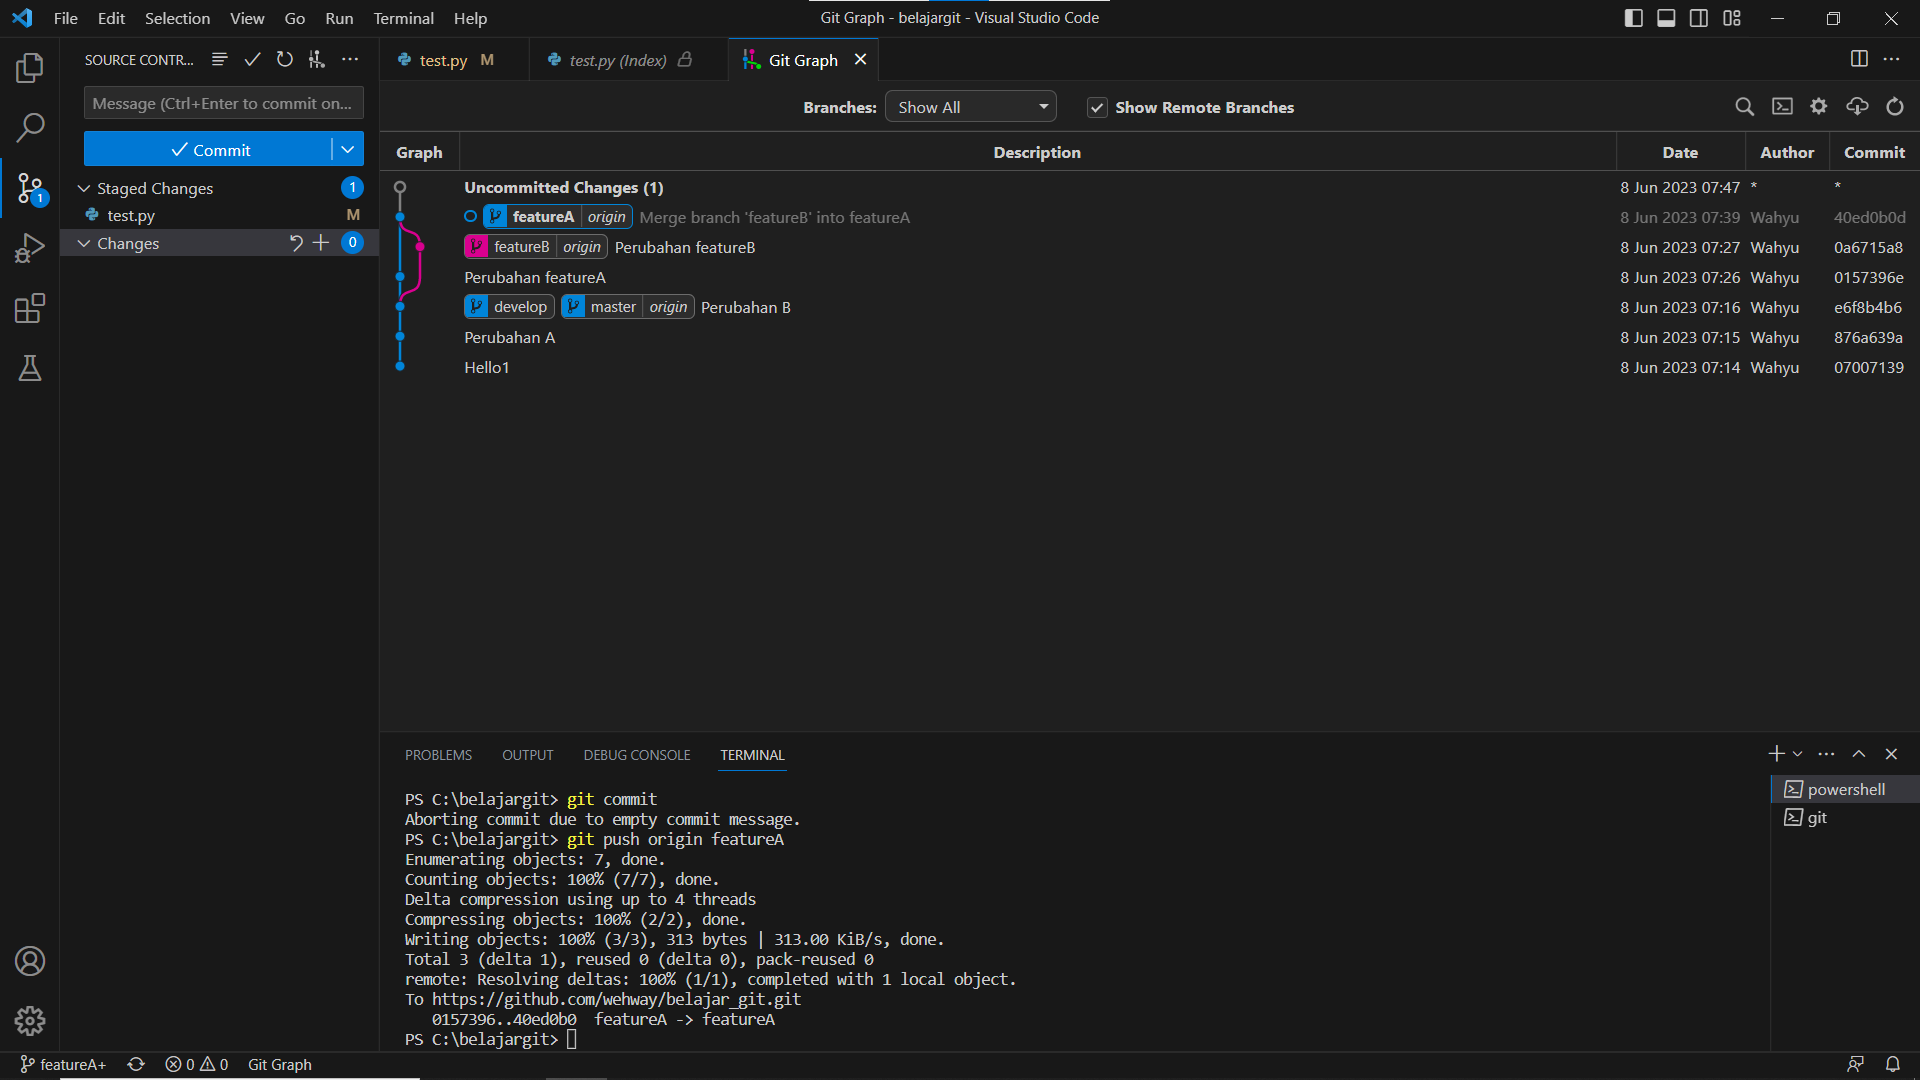 File Edit Selection View Go Run Terminal Help
Git Graph - belajargit - Visual Studio Code
SOURCE CONTR...
test.py M
test.py (Index)
Git Graph
Message (Ctrl+Enter to commit on...
Commit
Staged Changes 1
test.py M
Changes 0
1
Branches: Show All Show Remote Branches
Graph Description Date Author Commit
Uncommitted Changes (1) 8 Jun 2023 07:47 * *
featureA origin Merge branch 'featureB' into featureA 8 Jun 2023 07:39 Wahyu 40ed0b0d
featureB origin Perubahan featureB 8 Jun 2023 07:27 Wahyu 0a6715a8
Perubahan featureA 8 Jun 2023 07:26 Wahyu 0157396e
develop master origin Perubahan B 8 Jun 2023 07:16 Wahyu e6f8b4b6
Perubahan A 8 Jun 2023 07:15 Wahyu 876a639a
Hello1 8 Jun 2023 07:14 Wahyu 07007139
PROBLEMS OUTPUT DEBUG CONSOLE TERMINAL
powershell
git
PS C:\belajargit> git commit
Aborting commit due to empty commit message.
PS C:\belajargit> git push origin featureA
Enumerating objects: 7, done.
Counting objects: 100% (7/7), done.
Delta compression using up to 4 threads
Compressing objects: 100% (2/2), done.
Writing objects: 100% (3/3), 313 bytes | 313.00 KiB/s, done.
Total 3 (delta 1), reused 0 (delta 0), pack-reused 0
remote: Resolving deltas: 100% (1/1), completed with 1 local object.
To https://github.com/wehway/belajar_git.git
0157396..40ed0b0 featureA -> featureA
PS C:\belajargit>
featureA+ 0 0 Git Graph